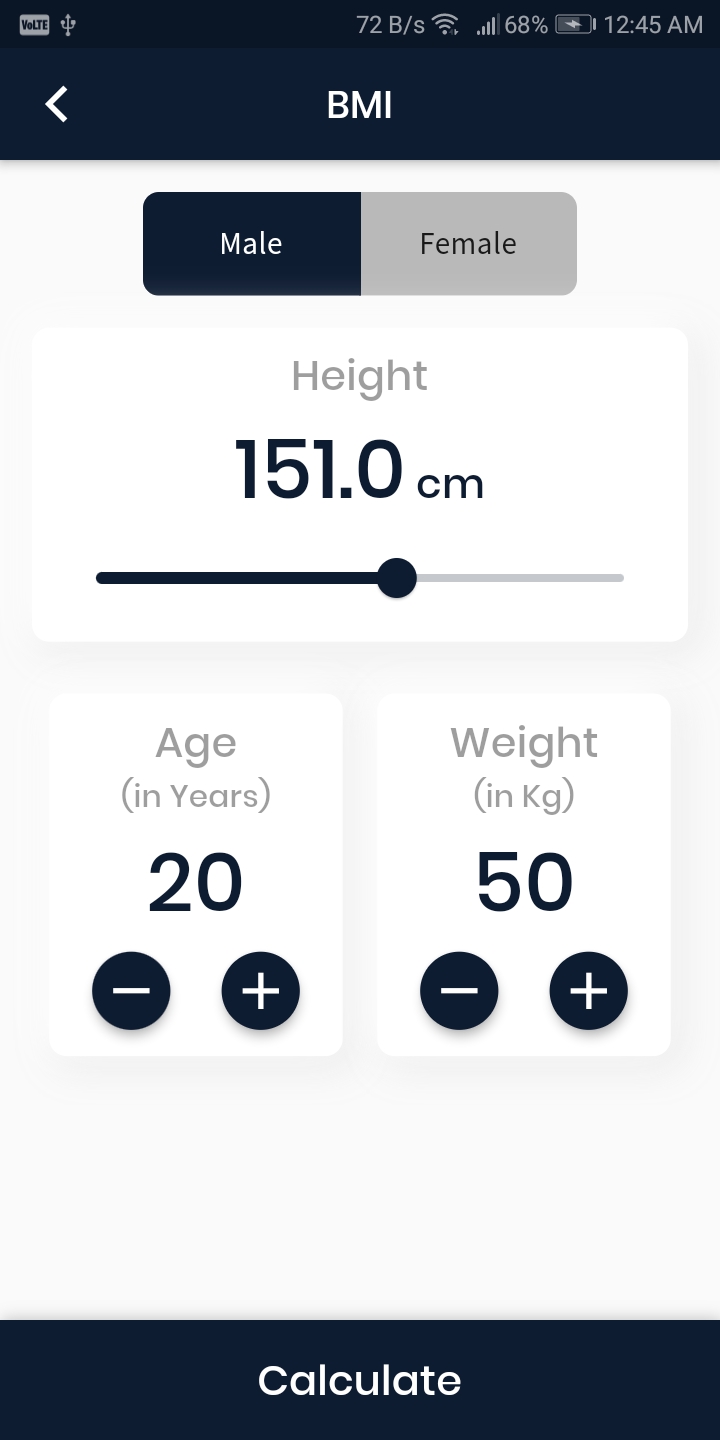 VoLTE 72 B/s 68% 12:45 AM
BMI
Male Female
Height
151.0 cm
Age
(in Years)
20
Weight
(in Kg)
50
Calculate